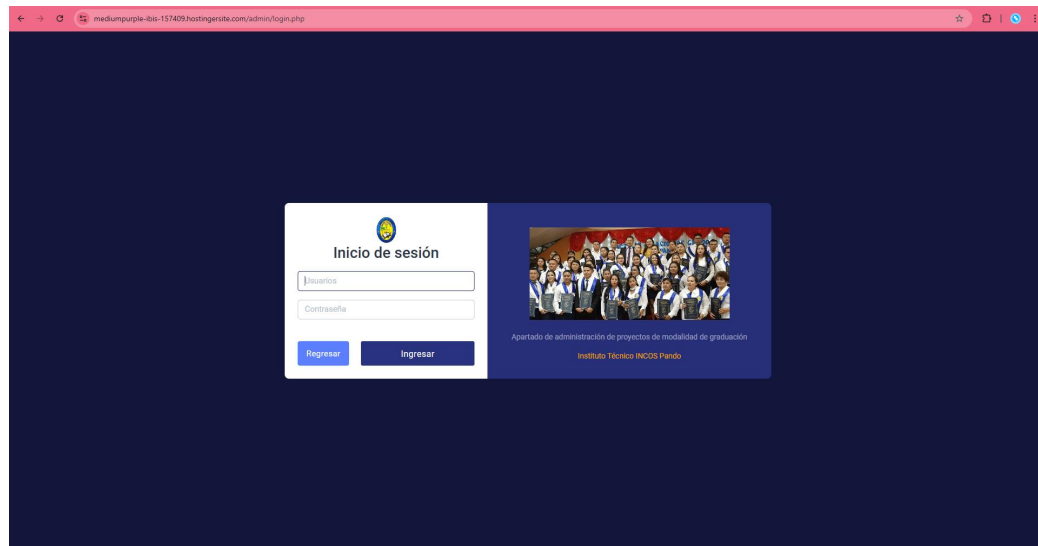 mediumpurple-ibis-157409.hostingersite.com/admin/login.php
Inicio de sesión
Usuarios
Contraseña
Regresar
Ingresar
Apartado de administración de proyectos de modalidad de graduación
Instituto Técnico INCOS Pando